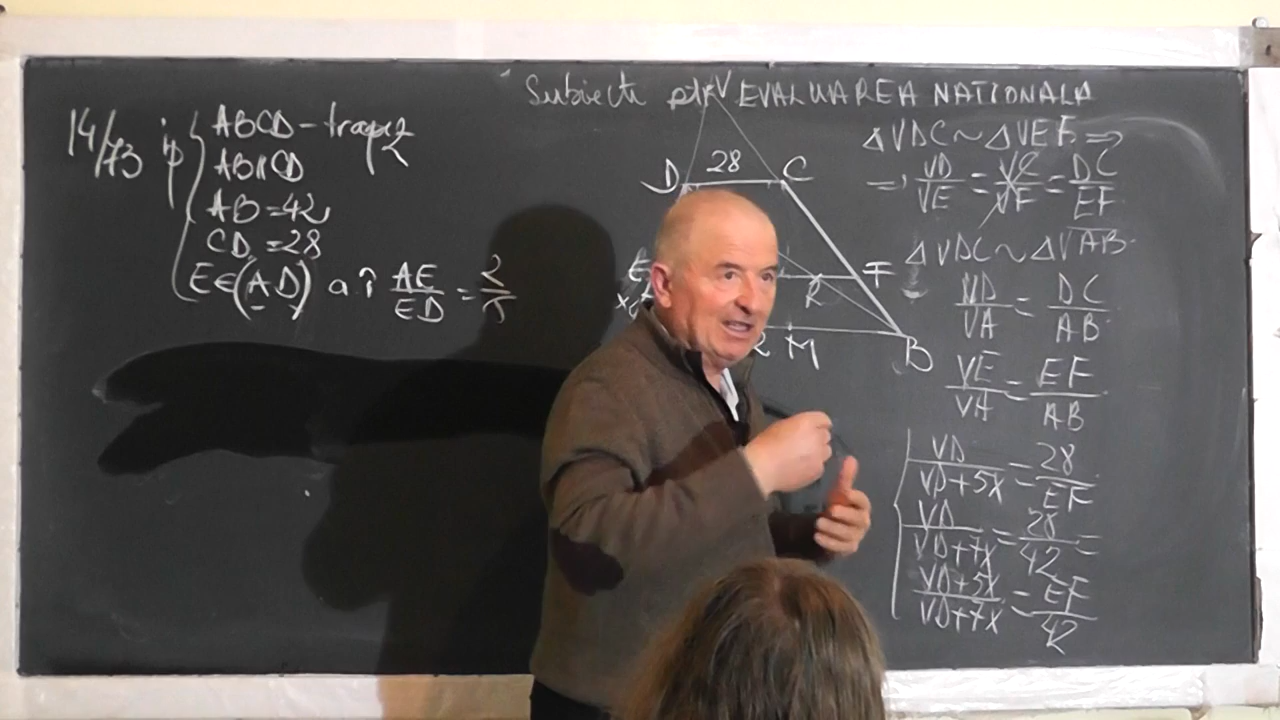 Subiecte ptr EVALUAREA NATIONALA
14/73 ip
ABCD - trapez
AB ∥ CD
AB = 42
CD = 28
E ∈ (AD) a î AE/ED = 2/5
V
D 28 C
E F
R
M B
ΔVDC ~ ΔVEF ⇒
⇒ VD/VE = VC/VF = DC/EF
ΔVDC ~ ΔVAB
VD/VA = DC/AB
VE/VA = EF/AB
VD/VD+5x = 28/EF
VD/VD+7x = 28/42 =
VD+5x/VD+7x = EF/42